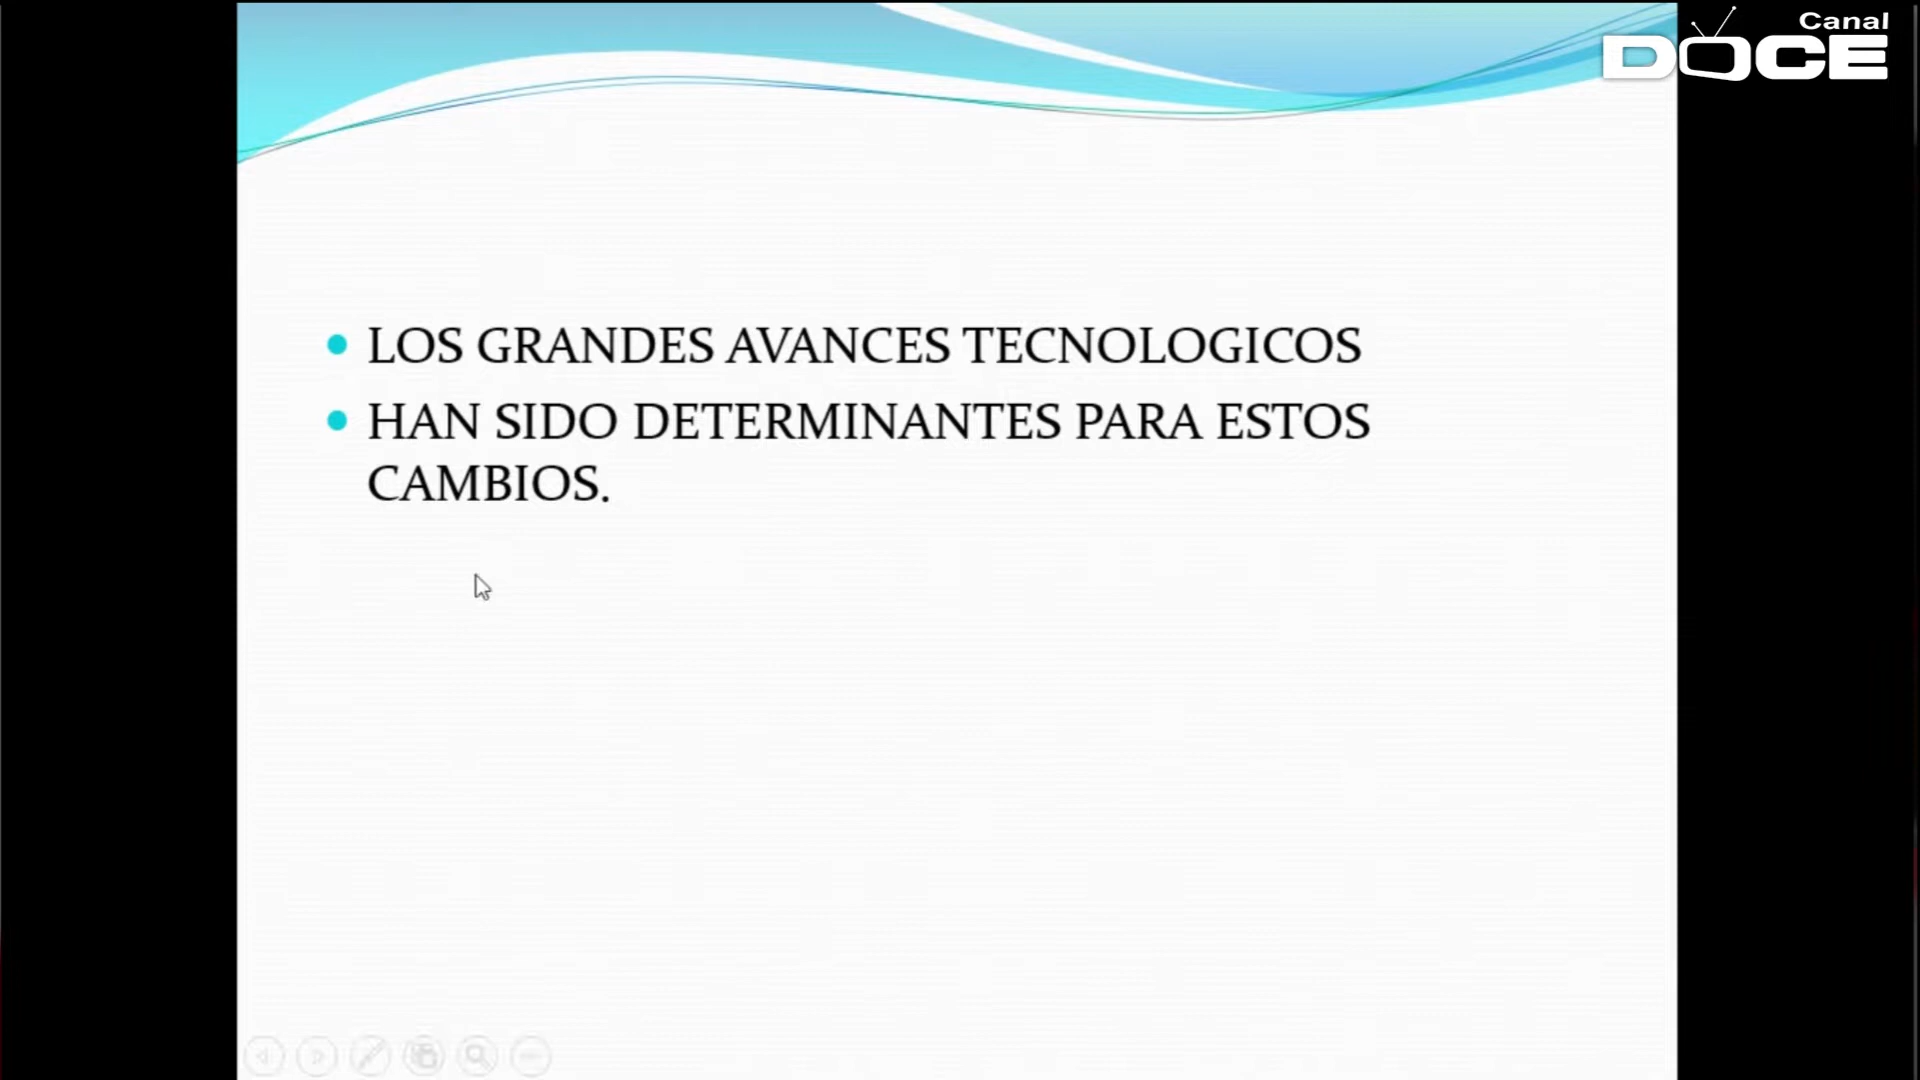 Canal
DOCE
LOS GRANDES AVANCES TECNOLOGICOS
HAN SIDO DETERMINANTES PARA ESTOS
CAMBIOS.